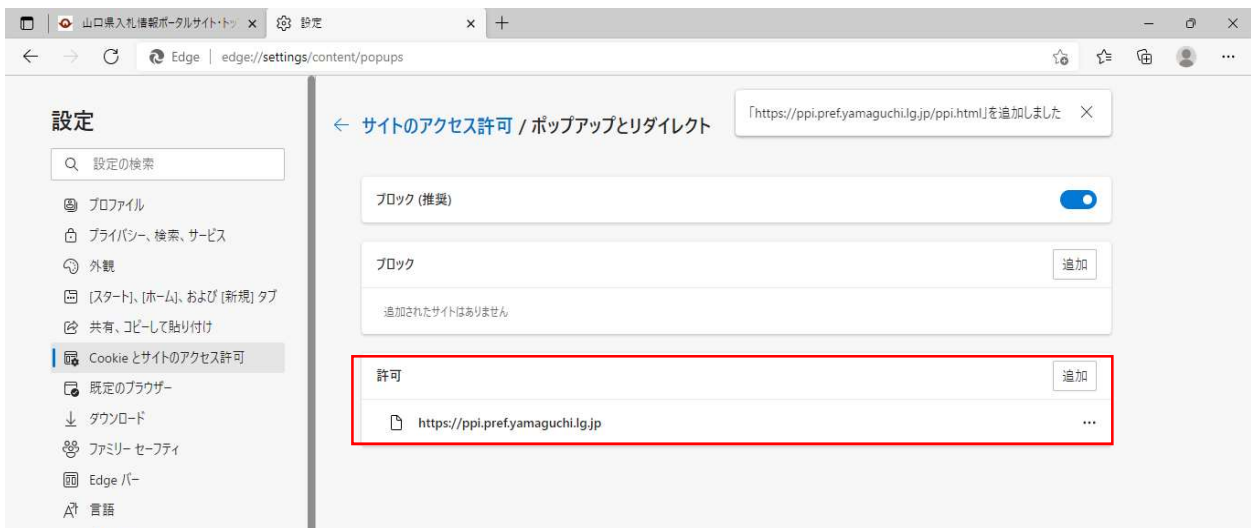 山口県入札情報ポータルサイト・トッ
設定
Edge
edge://settings/content/popups
設定
設定の検索
プロファイル
プライバシー、検索、サービス
外観
[スタート]、[ホーム]、および [新規] タブ
共有、コピーして貼り付け
Cookie とサイトのアクセス許可
既定のブラウザー
ダウンロード
ファミリー セーフティ
Edge バー
言語
サイトのアクセス許可 / ポップアップとリダイレクト
「https://ppi.pref.yamaguchi.lg.jp/ppi.html」を追加しました
ブロック (推奨)
ブロック
追加
追加されたサイトはありません
許可
追加
https://ppi.pref.yamaguchi.lg.jp